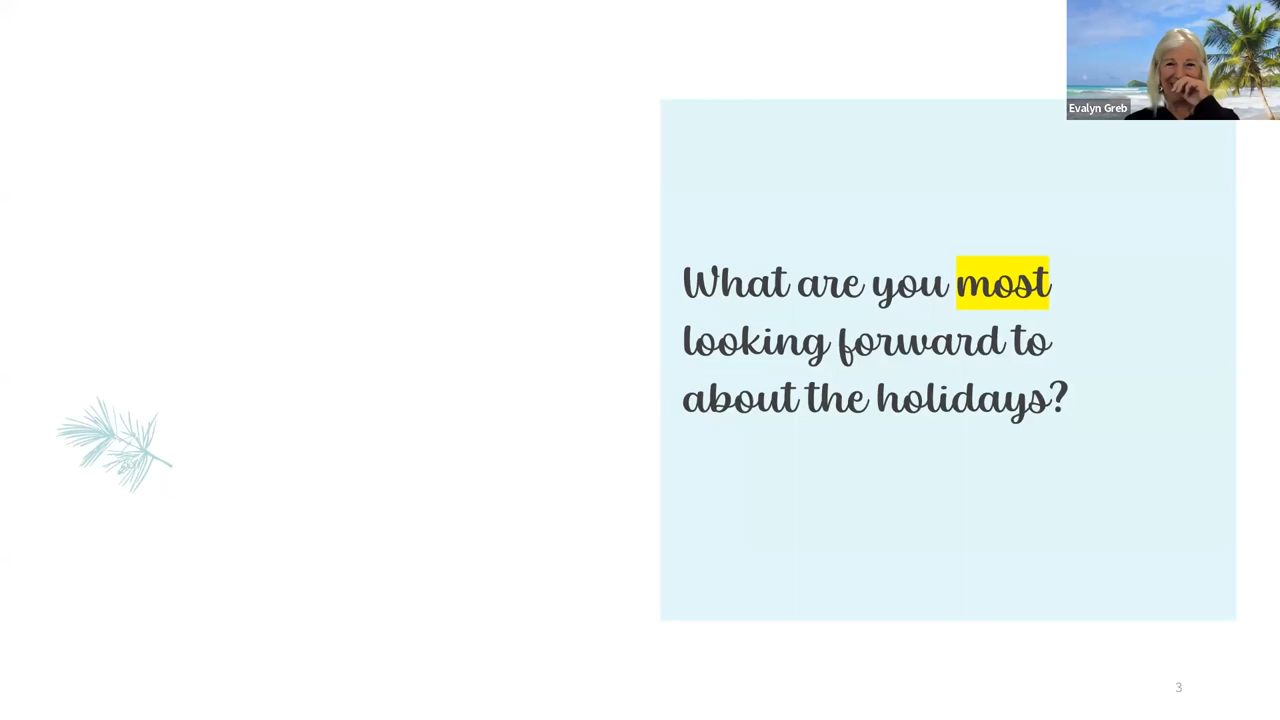 Evalyn Greb
What are you most
looking forward to
about the holidays?
3